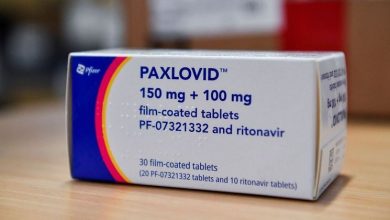 Pfizer
PAXLOVID™
150 mg + 100 mg
film-coated tablets
PF-07321332 and ritonavir
30 film-coated tablets
(20 PF-07321332 tablets and 10 ritonavir tablets)